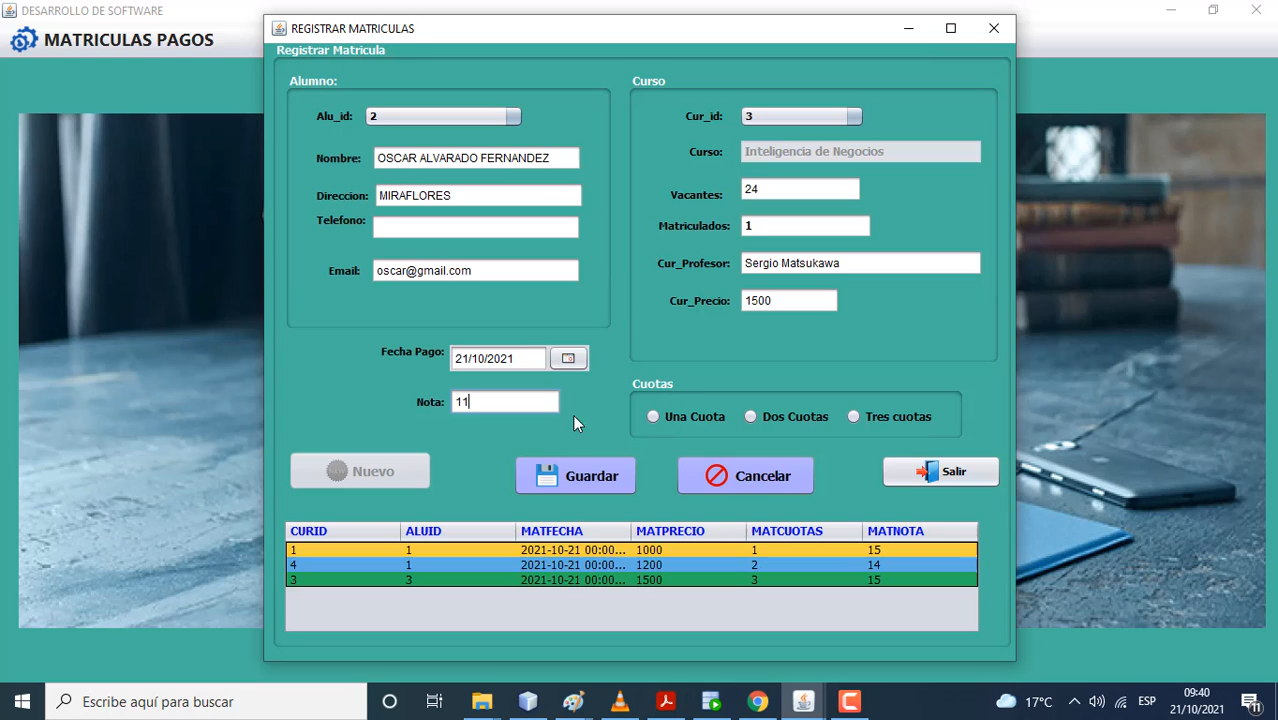 DESARROLLO DE SOFTWARE
MATRICULAS PAGOS
REGISTRAR MATRICULAS
Registrar Matricula
Alumno:
Alu_id: 2
Nombre: OSCAR ALVARADO FERNANDEZ
Direccion: MIRAFLORES
Telefono:
Email: oscar@gmail.com
Curso
Cur_id: 3
Curso: Inteligencia de Negocios
Vacantes: 24
Matriculados: 1
Cur_Profesor: Sergio Matsukawa
Cur_Precio: 1500
Fecha Pago: 21/10/2021
Nota: 11
Cuotas
Una Cuota Dos Cuotas Tres cuotas
Nuevo Guardar Cancelar Salir
CURID ALUID MATFECHA MATPRECIO MATCUOTAS MATNOTA
1 1 2021-10-21 00:00... 1000 1 15
4 1 2021-10-21 00:00... 1200 2 14
3 3 2021-10-21 00:00... 1500 3 15
Escribe aquí para buscar
17°C
ESP
09:40
21/10/2021
11